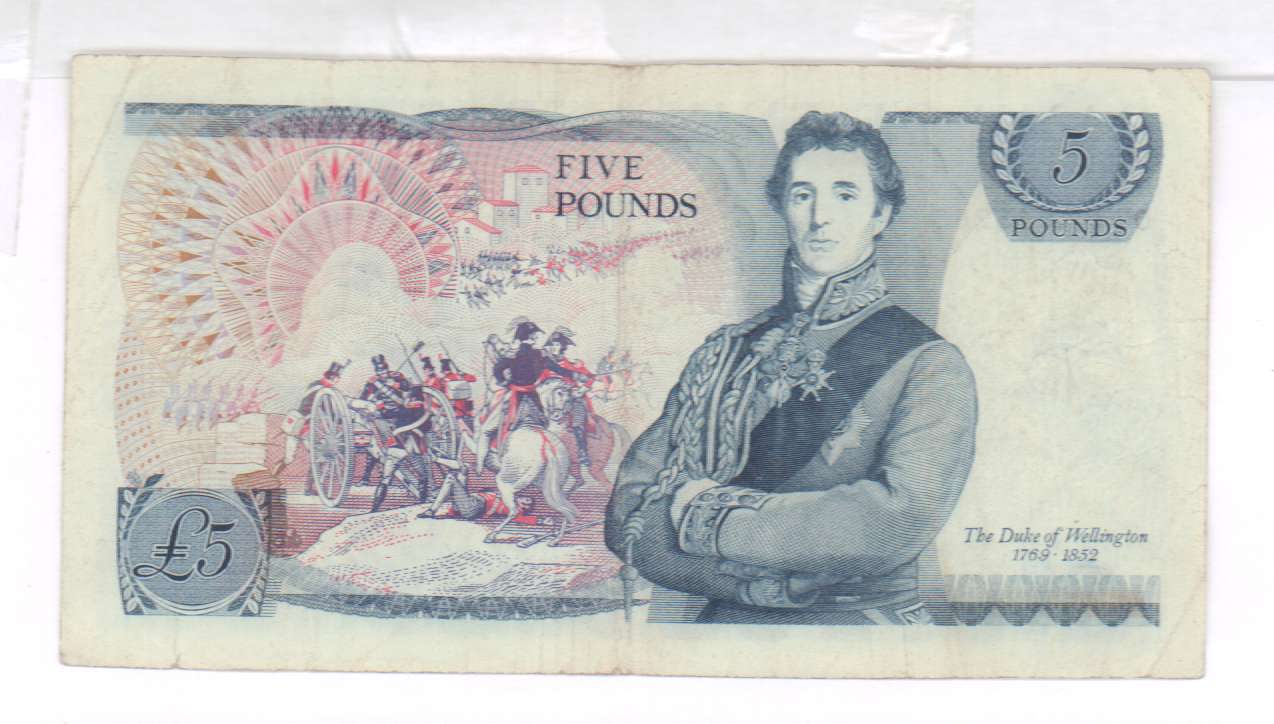 FIVE
POUNDS
5
POUNDS
£5
The Duke of Wellington
1769 · 1852